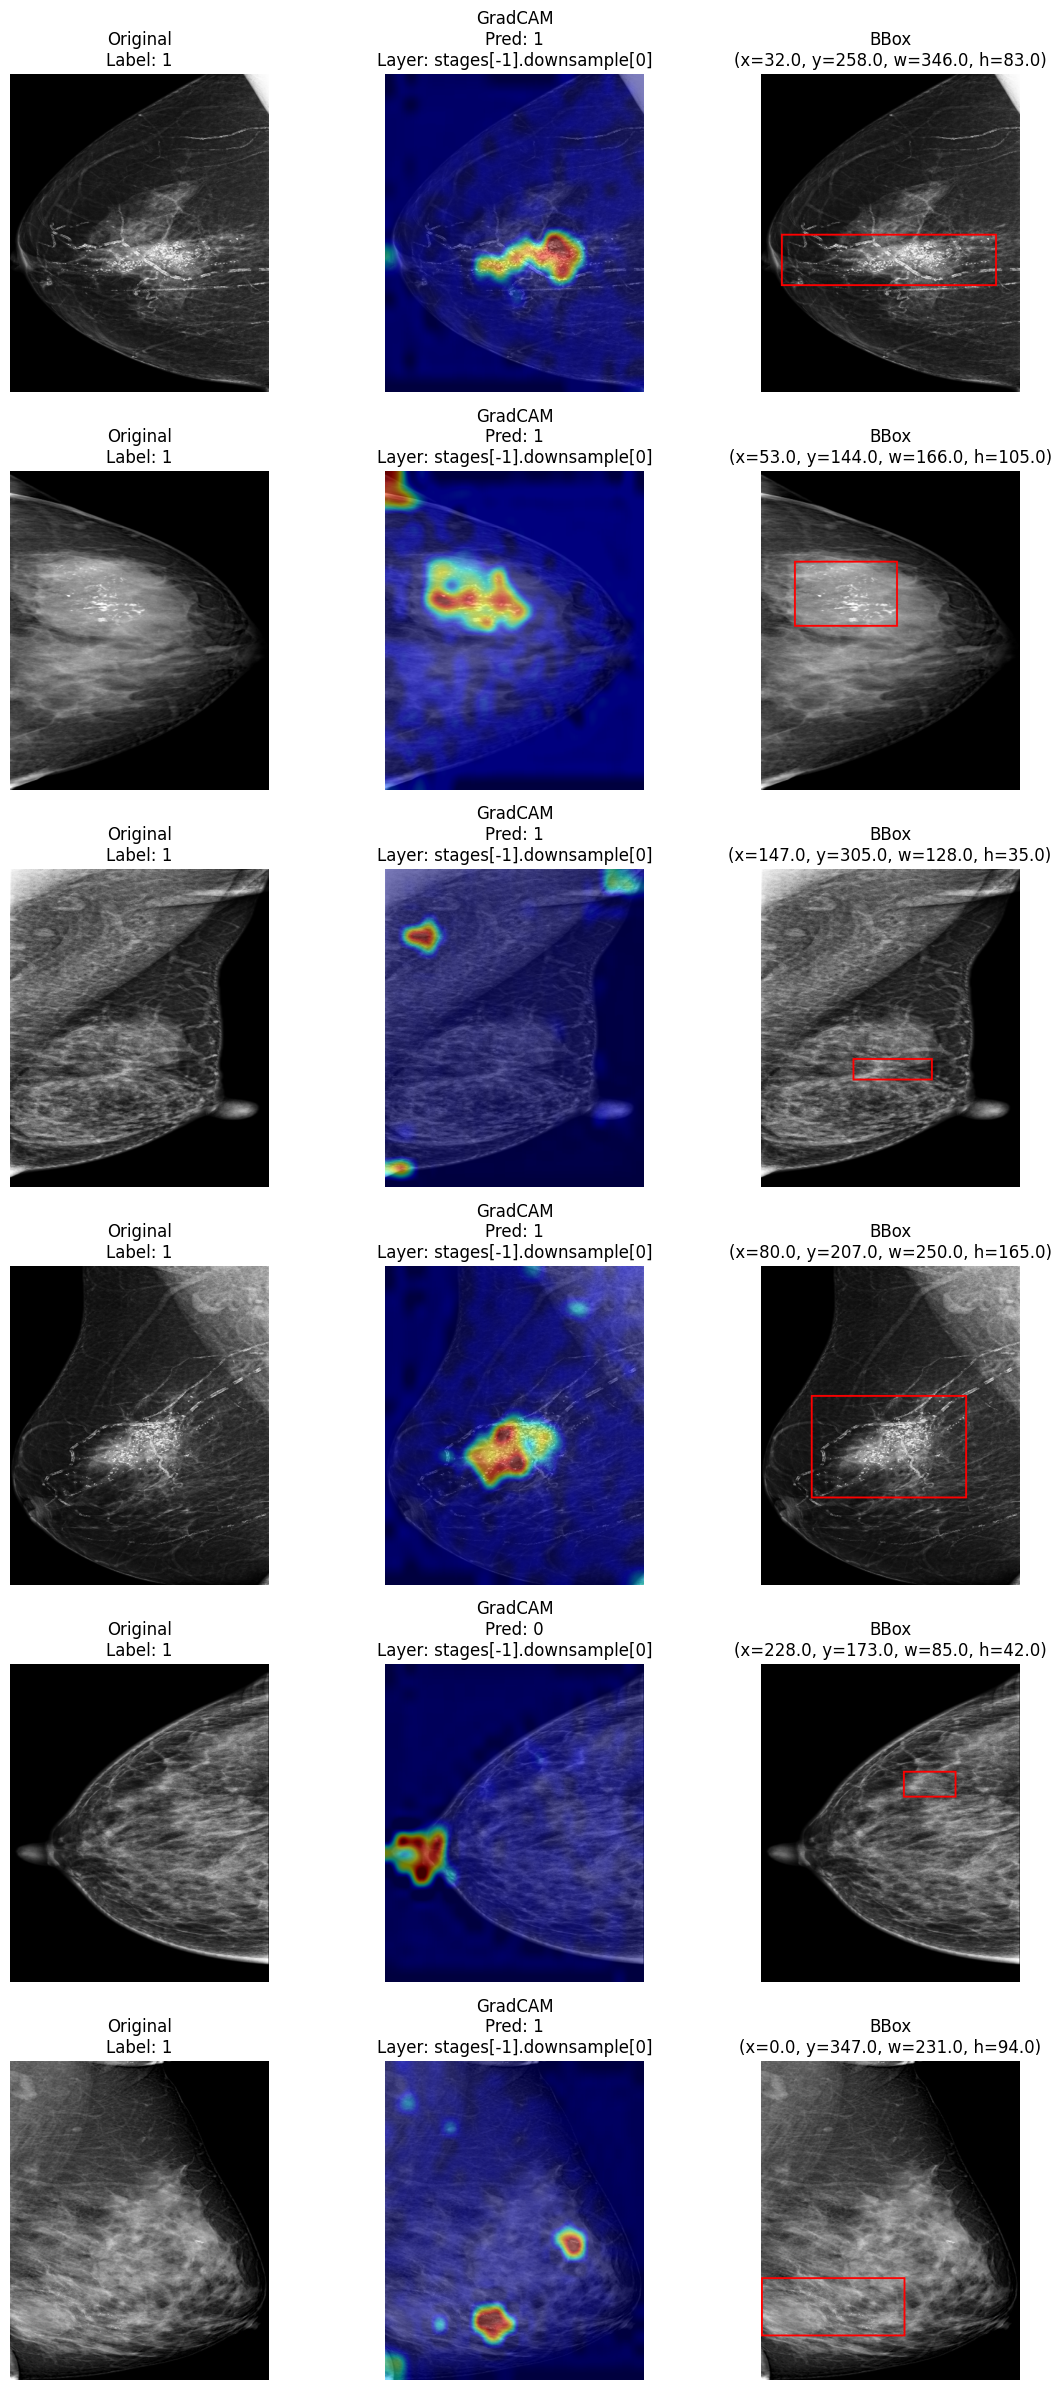 Original
Label: 1
GradCAM
Pred: 1
Layer: stages[-1].downsample[0]
BBox
(x=32.0, y=258.0, w=346.0, h=83.0)
Original
Label: 1
GradCAM
Pred: 1
Layer: stages[-1].downsample[0]
BBox
(x=53.0, y=144.0, w=166.0, h=105.0)
Original
Label: 1
GradCAM
Pred: 1
Layer: stages[-1].downsample[0]
BBox
(x=147.0, y=305.0, w=128.0, h=35.0)
Original
Label: 1
GradCAM
Pred: 1
Layer: stages[-1].downsample[0]
BBox
(x=80.0, y=207.0, w=250.0, h=165.0)
Original
Label: 1
GradCAM
Pred: 0
Layer: stages[-1].downsample[0]
BBox
(x=228.0, y=173.0, w=85.0, h=42.0)
Original
Label: 1
GradCAM
Pred: 1
Layer: stages[-1].downsample[0]
BBox
(x=0.0, y=347.0, w=231.0, h=94.0)